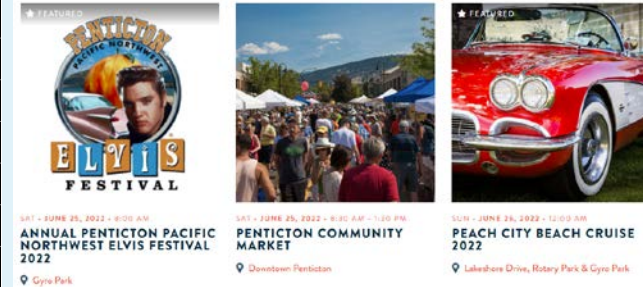 ★ FEATURED
PENTICTON
PACIFIC NORTHWEST
ELVIS
FESTIVAL
SAT • JUNE 25, 2022 • 8:00 AM
ANNUAL PENTICTON PACIFIC
NORTHWEST ELVIS FESTIVAL
2022
Gyro Park
SAT • JUNE 25, 2022 • 8:30 AM - 1:30 PM
PENTICTON COMMUNITY
MARKET
Downtown Penticton
★ FEATURED
SUN • JUNE 26, 2022 • 12:00 AM
PEACH CITY BEACH CRUISE
2022
Lakeshore Drive, Rotary Park & Gyro Park